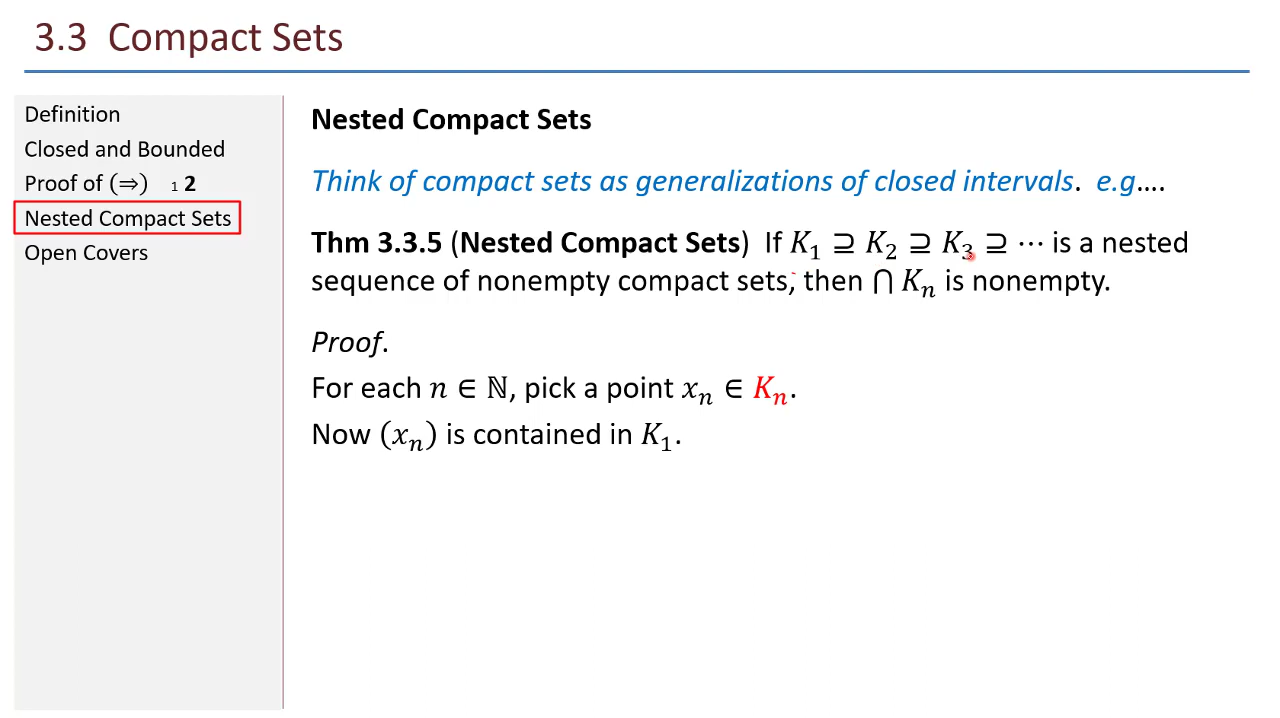 3.3 Compact Sets
Definition
Closed and Bounded
Proof of (⇒) 1 2
Nested Compact Sets
Open Covers
Nested Compact Sets
Think of compact sets as generalizations of closed intervals. e.g....
Thm 3.3.5 (Nested Compact Sets) If K₁ ⊇ K₂ ⊇ K₃ ⊇ ⋯ is a nested
sequence of nonempty compact sets, then ⋂ Kₙ is nonempty.
Proof.
For each n ∈ ℕ, pick a point xₙ ∈ Kₙ.
Now (xₙ) is contained in K₁.